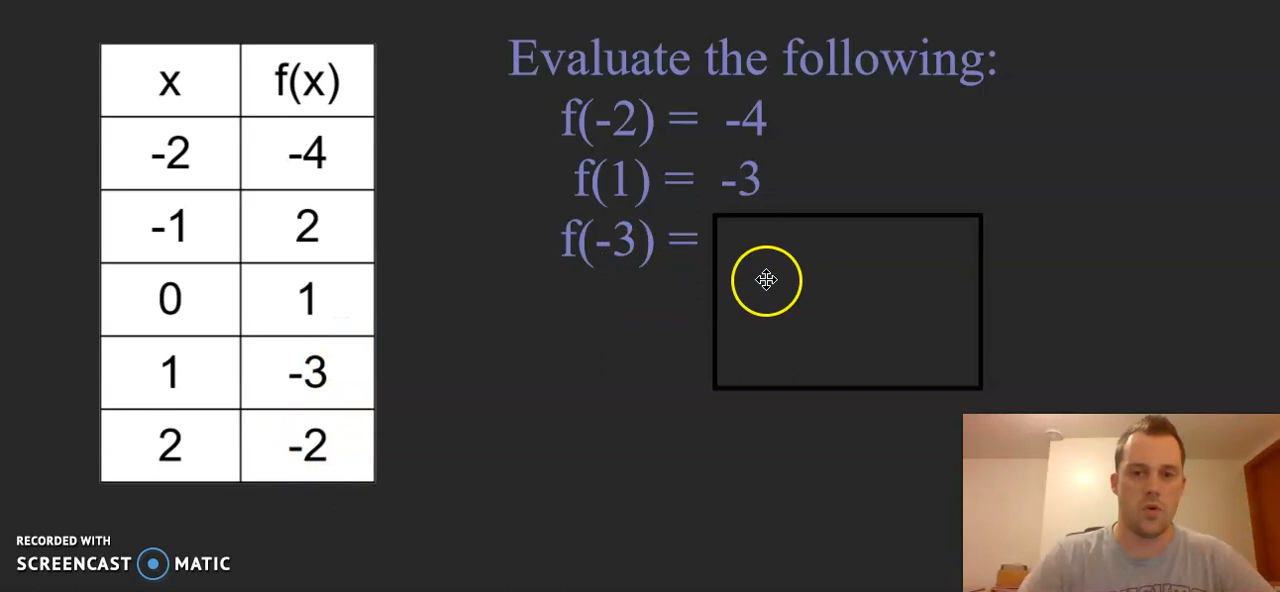 x f(x)
-2 -4
-1 2
0 1
1 -3
2 -2
Evaluate the following:
f(-2) = -4
f(1) = -3
f(-3) =
RECORDED WITH
SCREENCAST MATIC